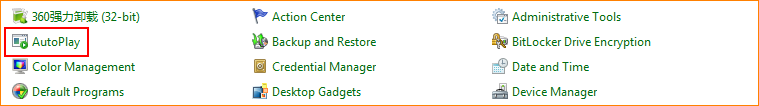 360强力卸载 (32-bit) Action Center Administrative Tools
AutoPlay Backup and Restore BitLocker Drive Encryption
Color Management Credential Manager Date and Time
Default Programs Desktop Gadgets Device Manager